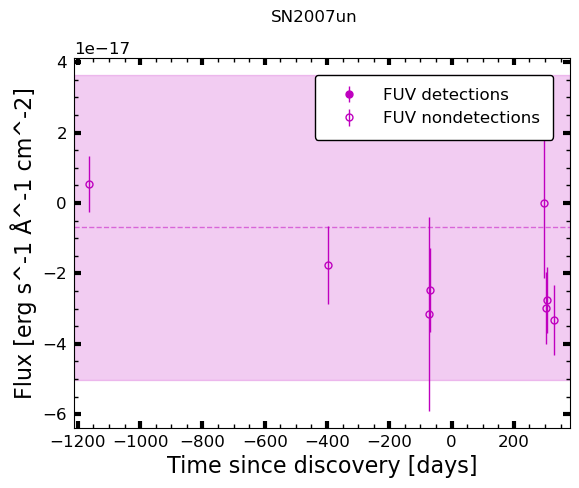 SN2007un
1e−17
4
2
0
−2
−4
−6
Flux [erg s^-1 Å^-1 cm^-2]
FUV detections
FUV nondetections
−1200 −1000 −800 −600 −400 −200 0 200
Time since discovery [days]